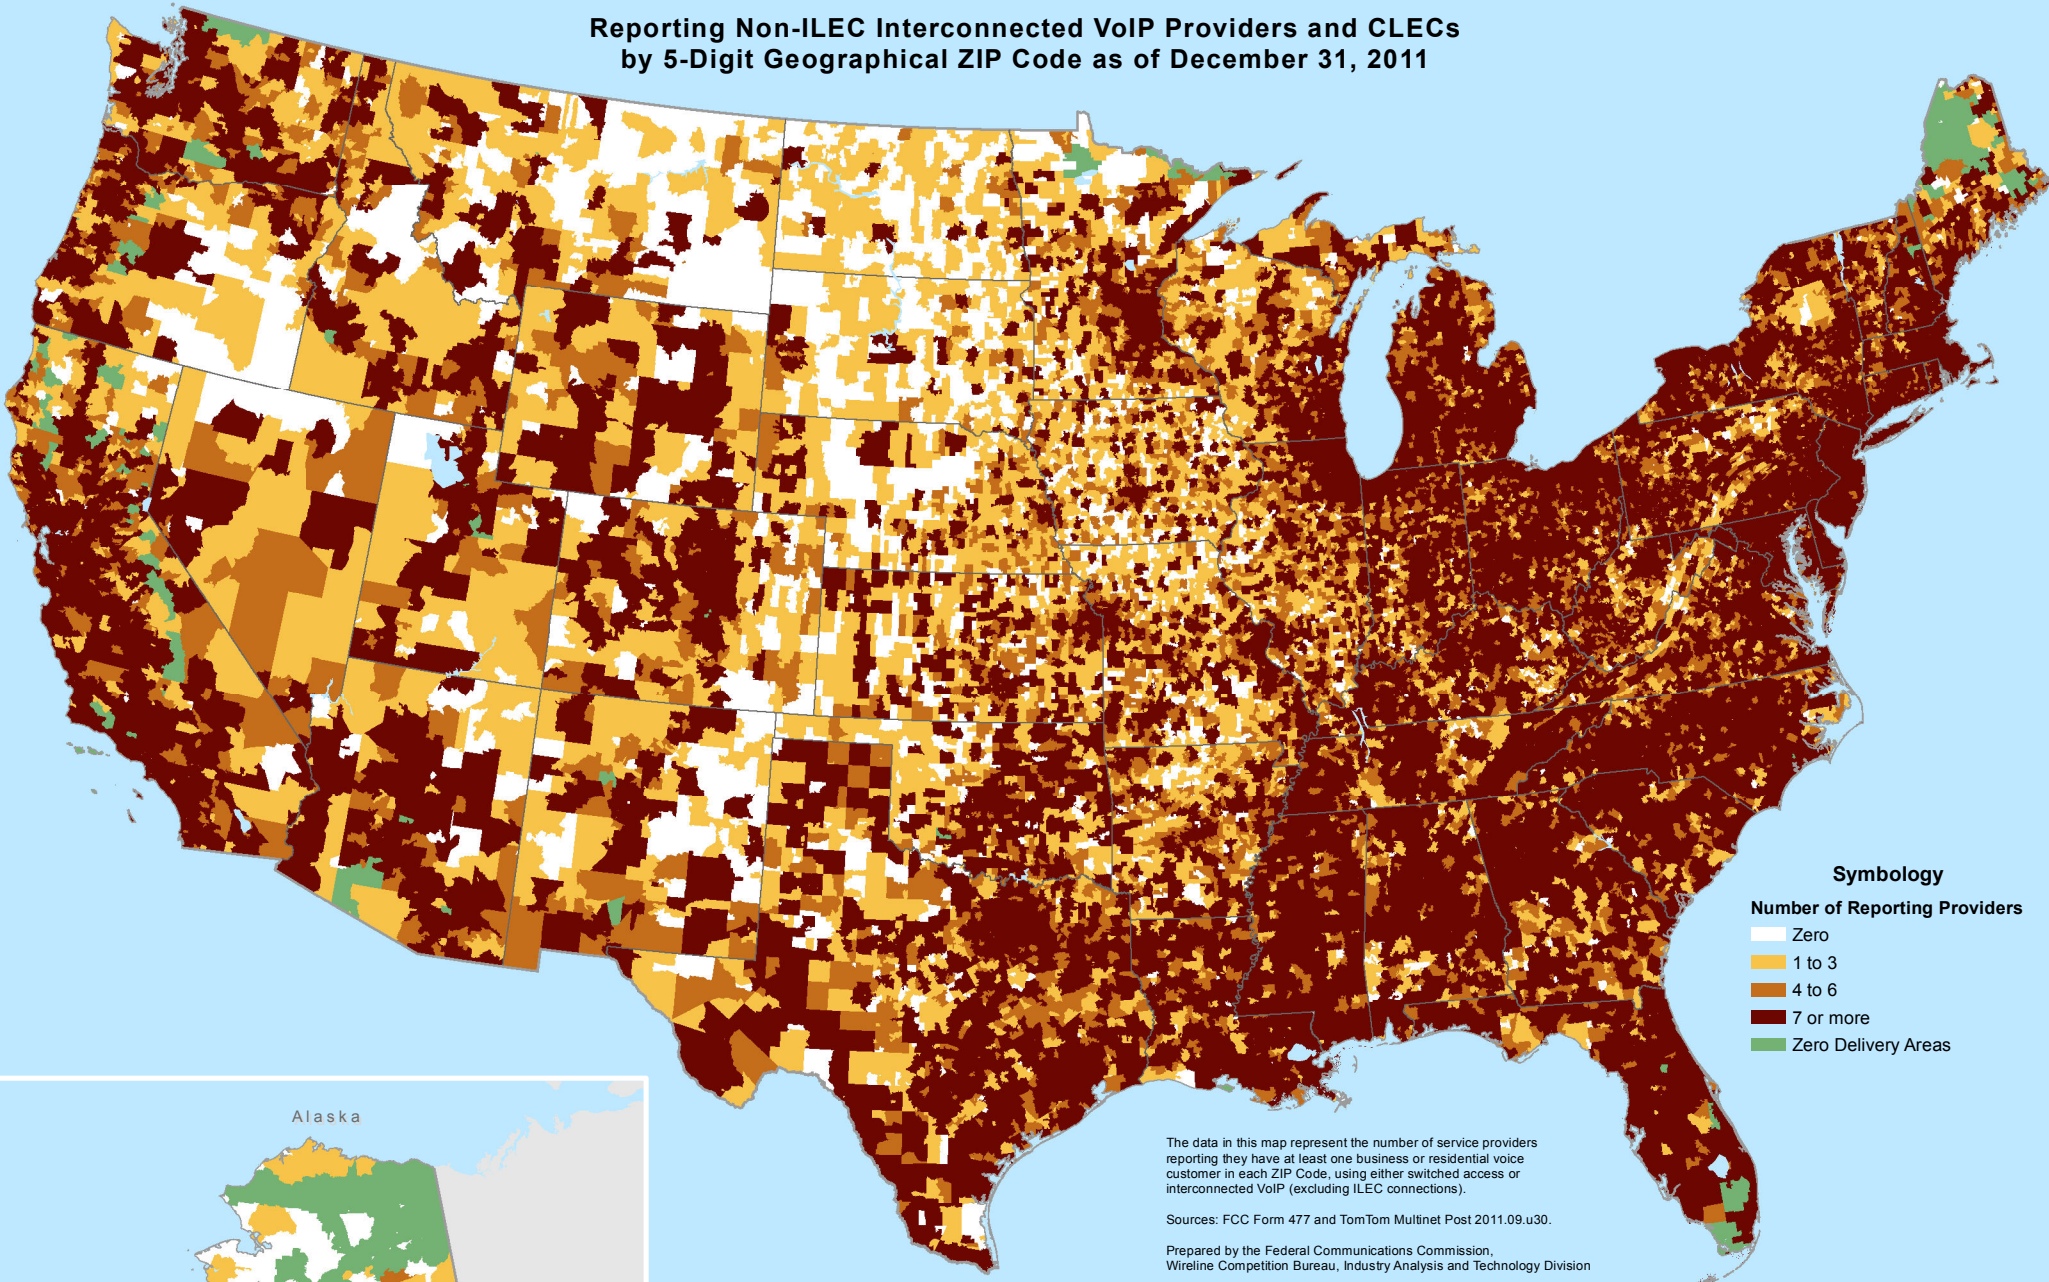 Reporting Non-ILEC Interconnected VoIP Providers and CLECs
by 5-Digit Geographical ZIP Code as of December 31, 2011
Symbology
Number of Reporting Providers
Zero
1 to 3
4 to 6
7 or more
Zero Delivery Areas
Alaska
The data in this map represent the number of service providers
reporting they have at least one business or residential voice
customer in each ZIP Code, using either switched access or
interconnected VoIP (excluding ILEC connections).
Sources: FCC Form 477 and TomTom Multinet Post 2011.09.u30.
Prepared by the Federal Communications Commission,
Wireline Competition Bureau, Industry Analysis and Technology Division